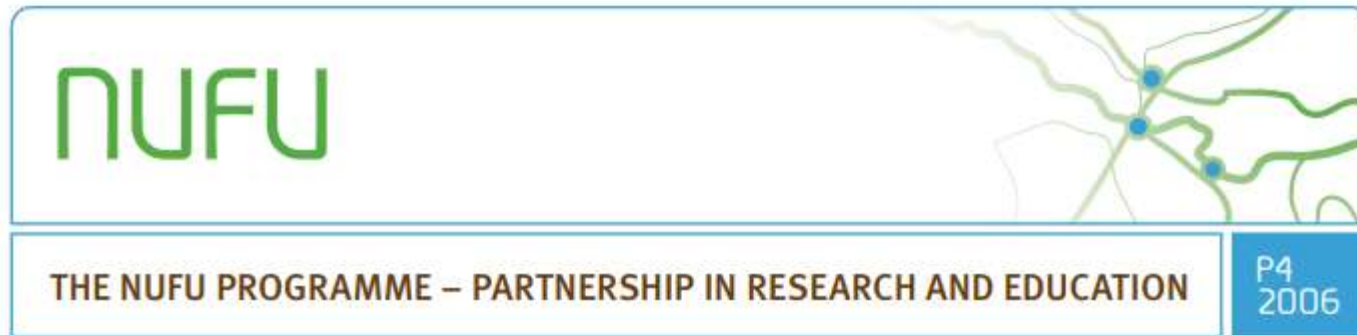 NUFU
THE NUFU PROGRAMME – PARTNERSHIP IN RESEARCH AND EDUCATION
P4
2006